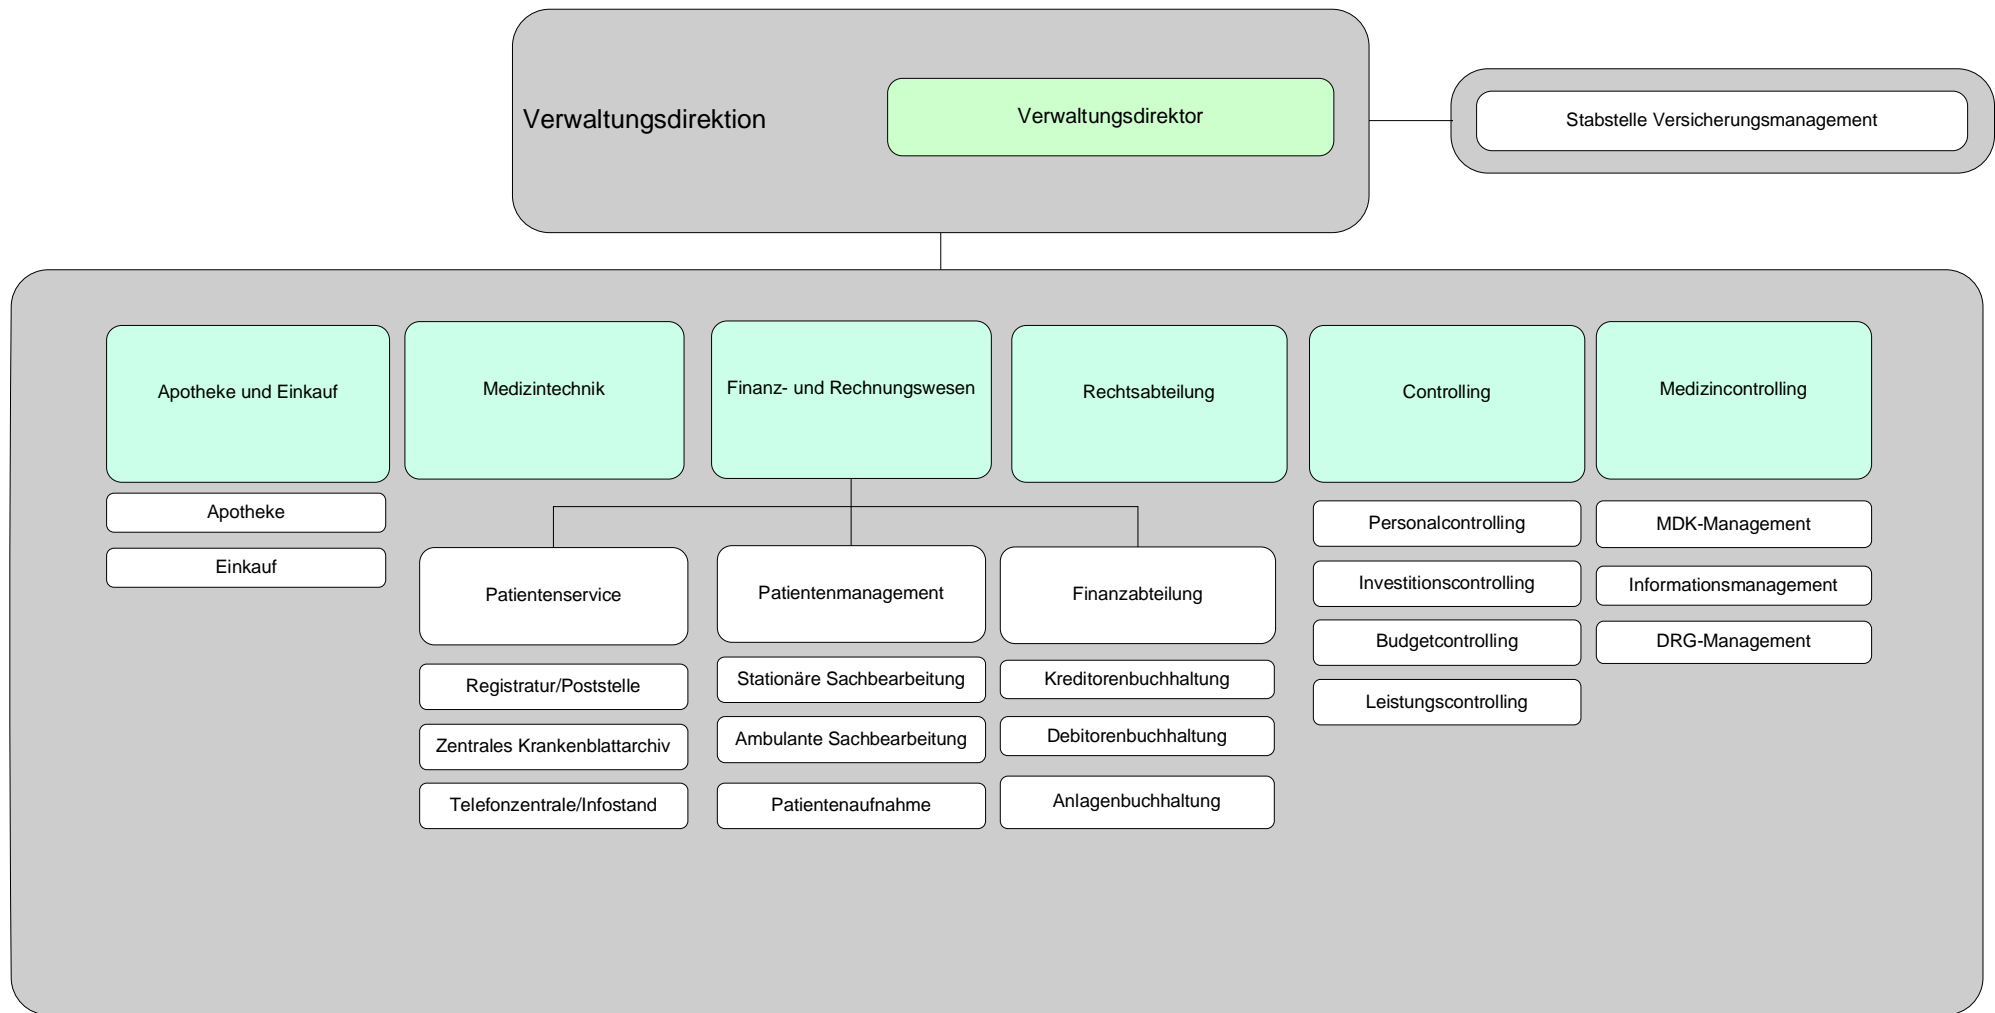 Verwaltungsdirektion
Verwaltungsdirektor
Stabstelle Versicherungsmanagement
Apotheke und Einkauf
Medizintechnik
Finanz- und Rechnungswesen
Rechtsabteilung
Controlling
Medizincontrolling
Apotheke
Einkauf
Patientenservice
Registratur/Poststelle
Zentrales Krankenblattarchiv
Telefonzentrale/Infostand
Patientenmanagement
Stationäre Sachbearbeitung
Ambulante Sachbearbeitung
Patientenaufnahme
Finanzabteilung
Kreditorenbuchhaltung
Debitorenbuchhaltung
Anlagenbuchhaltung
Personalcontrolling
Investitionscontrolling
Budgetcontrolling
Leistungscontrolling
MDK-Management
Informationsmanagement
DRG-Management